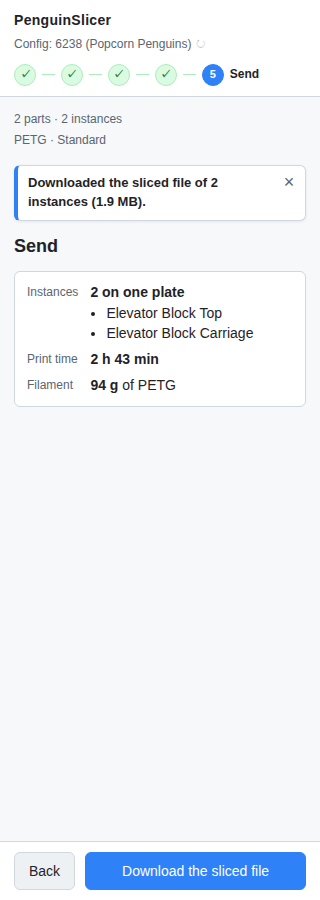 PenguinSlicer
Config: 6238 (Popcorn Penguins) ↻
✓ ✓ ✓ ✓ 5 Send
2 parts · 2 instances
PETG · Standard
Downloaded the sliced file of 2
instances (1.9 MB).
×
Send
Instances 2 on one plate
• Elevator Block Top
• Elevator Block Carriage
Print time 2 h 43 min
Filament 94 g of PETG
Back Download the sliced file